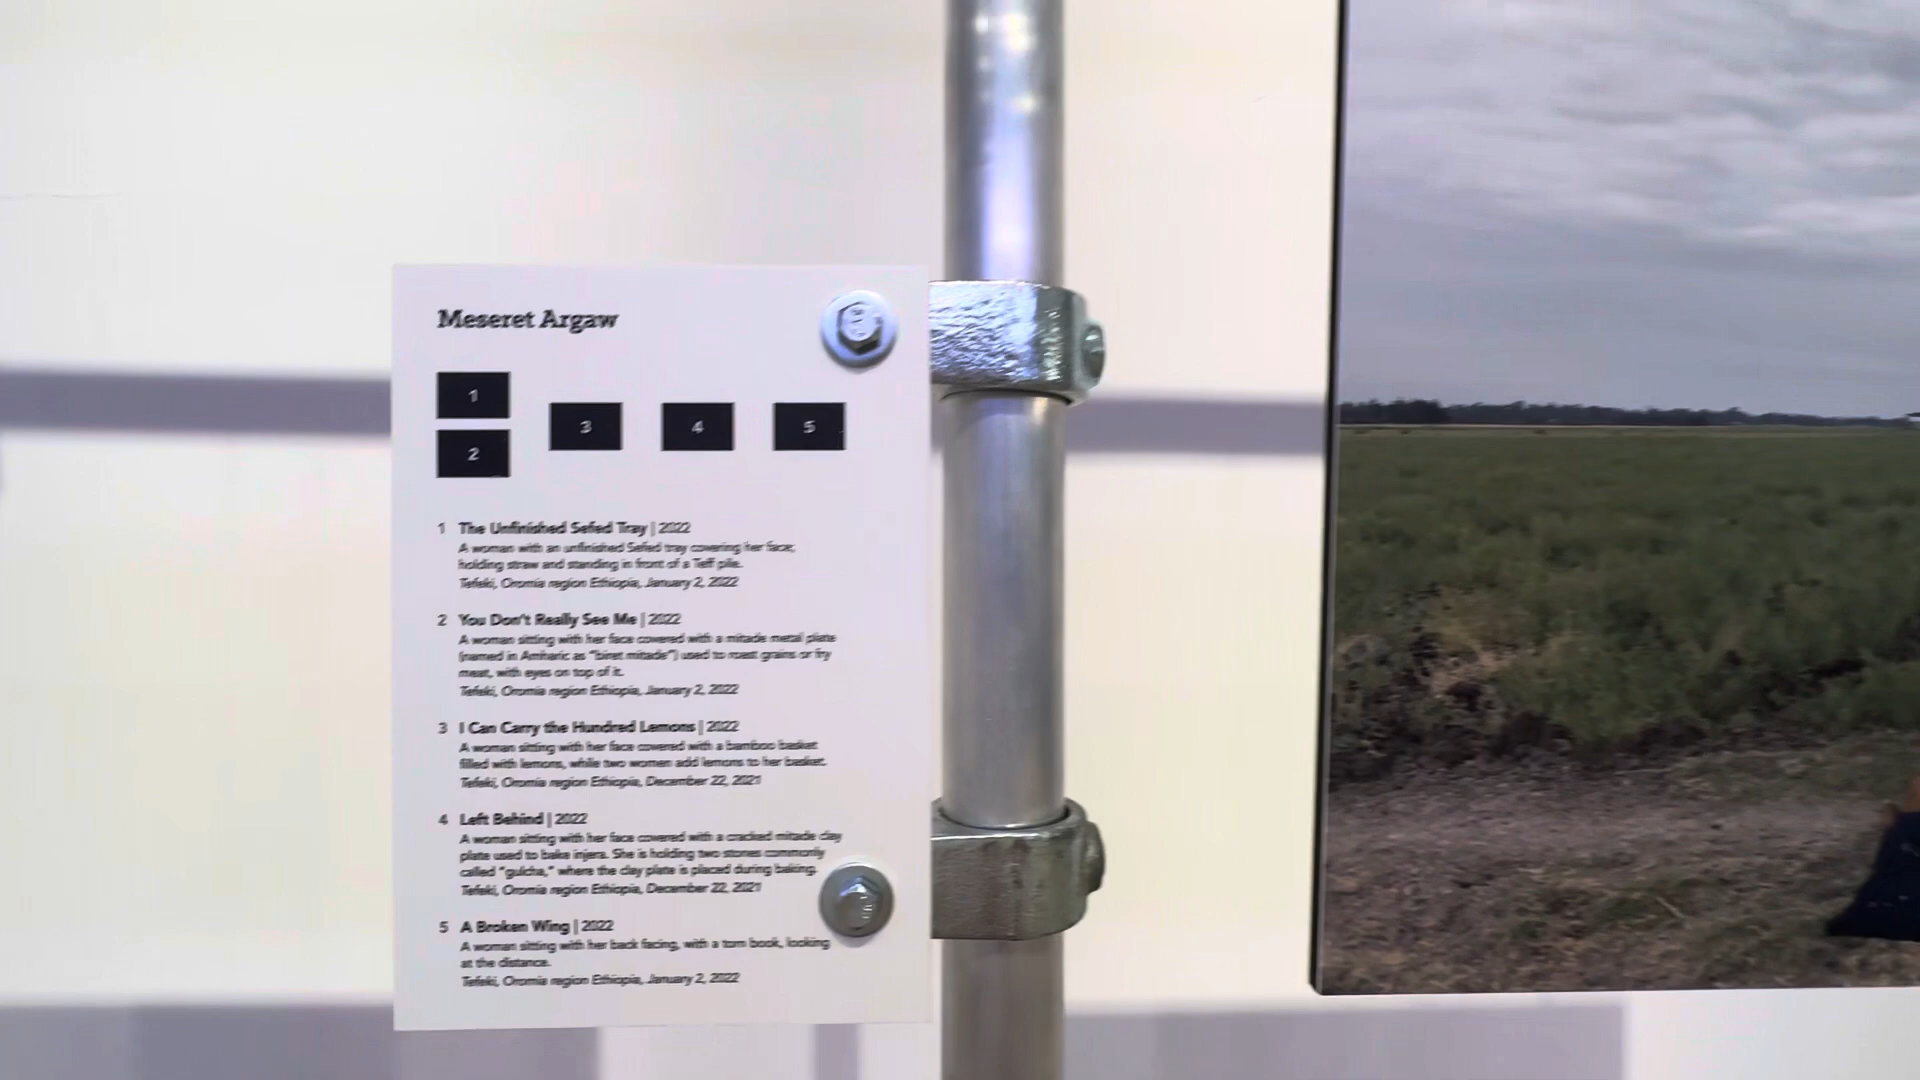 Meseret Argaw
1
2
3
4
5
1 The Unfinished Sefed Tray | 2022
A woman with an unfinished Sefed tray covering her face;
holding straw and standing in front of a Teff pile.
Tefeki, Oromia region Ethiopia, January 2, 2022
2 You Don't Really See Me | 2022
A woman sitting with her face covered with a mitade metal plate
(named in Amharic as "biret mitade") used to roast grains or fry
meat, with eyes on top of it.
Tefeki, Oromia region Ethiopia, January 2, 2022
3 I Can Carry the Hundred Lemons | 2022
A woman sitting with her face covered with a bamboo basket
filled with lemons, while two women add lemons to her basket.
Tefeki, Oromia region Ethiopia, December 22, 2021
4 Left Behind | 2022
A woman sitting with her face covered with a cracked mitade clay
plate used to bake injera. She is holding two stones commonly
called "gulcha," where the clay plate is placed during baking.
Tefeki, Oromia region Ethiopia, December 22, 2021
5 A Broken Wing | 2022
A woman sitting with her back facing, with a torn book, looking
at the distance.
Tefeki, Oromia region Ethiopia, January 2, 2022